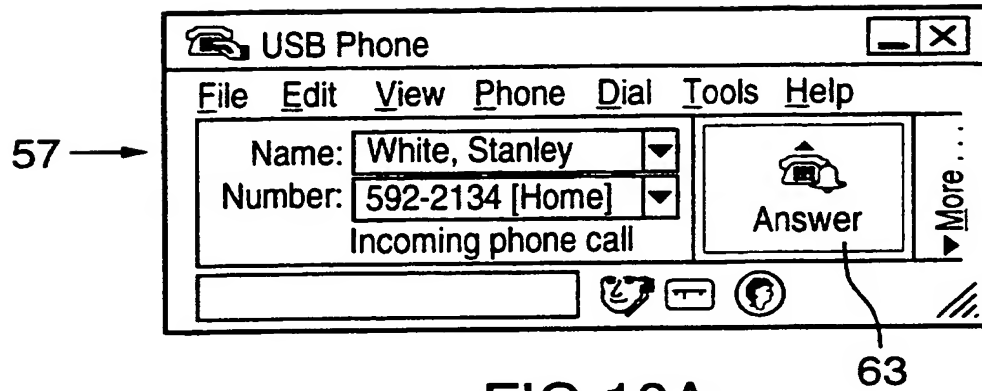 USB Phone
File Edit View Phone Dial Tools Help
57
Name: White, Stanley
Number: 592-2134 [Home]
Incoming phone call
Answer
More...
63